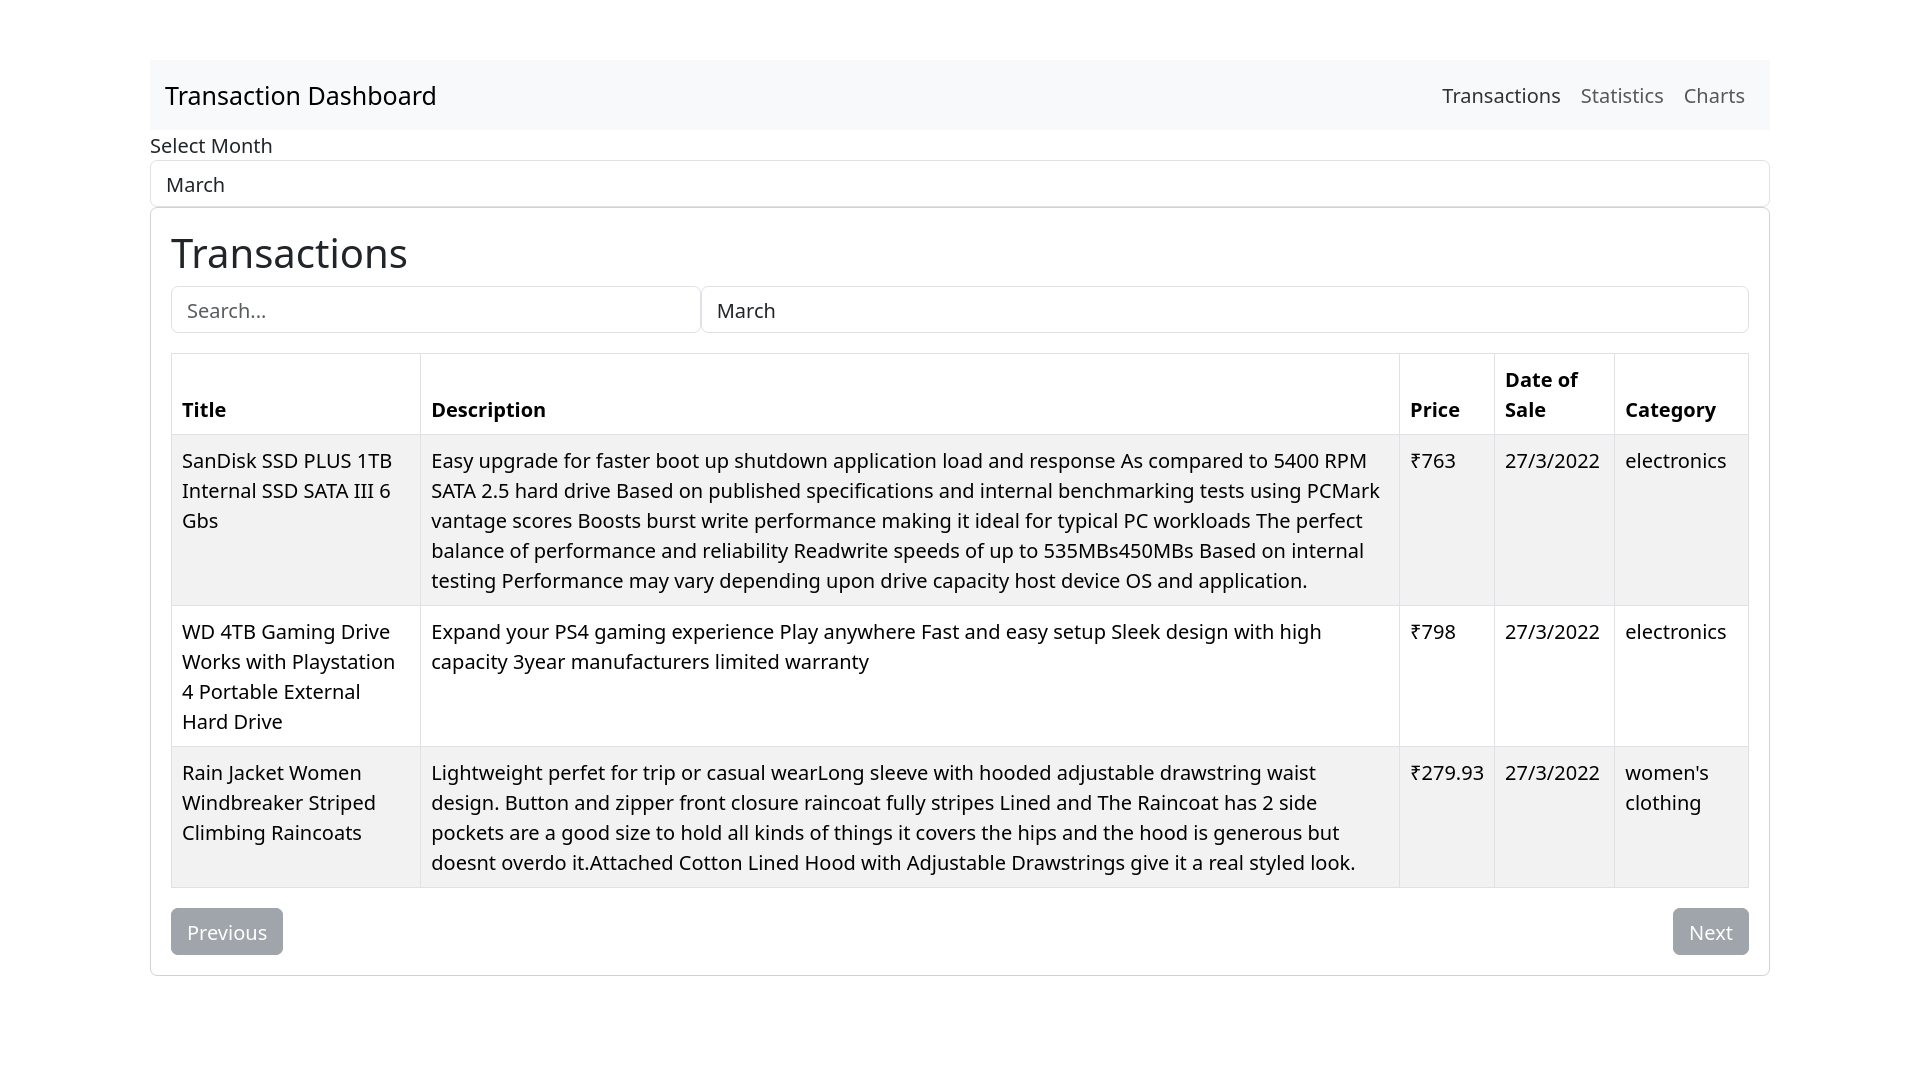 Transaction Dashboard
Transactions Statistics Charts
Select Month
March
Transactions
Search...
March
Title
Description
Price
Date of
Sale
Category
SanDisk SSD PLUS 1TB
Internal SSD SATA III 6
Gbs
Easy upgrade for faster boot up shutdown application load and response As compared to 5400 RPM
SATA 2.5 hard drive Based on published specifications and internal benchmarking tests using PCMark
vantage scores Boosts burst write performance making it ideal for typical PC workloads The perfect
balance of performance and reliability Readwrite speeds of up to 535MBs450MBs Based on internal
testing Performance may vary depending upon drive capacity host device OS and application.
₹763
27/3/2022
electronics
WD 4TB Gaming Drive
Works with Playstation
4 Portable External
Hard Drive
Expand your PS4 gaming experience Play anywhere Fast and easy setup Sleek design with high
capacity 3year manufacturers limited warranty
₹798
27/3/2022
electronics
Rain Jacket Women
Windbreaker Striped
Climbing Raincoats
Lightweight perfet for trip or casual wearLong sleeve with hooded adjustable drawstring waist
design. Button and zipper front closure raincoat fully stripes Lined and The Raincoat has 2 side
pockets are a good size to hold all kinds of things it covers the hips and the hood is generous but
doesnt overdo it.Attached Cotton Lined Hood with Adjustable Drawstrings give it a real styled look.
₹279.93
27/3/2022
women's
clothing
Previous
Next